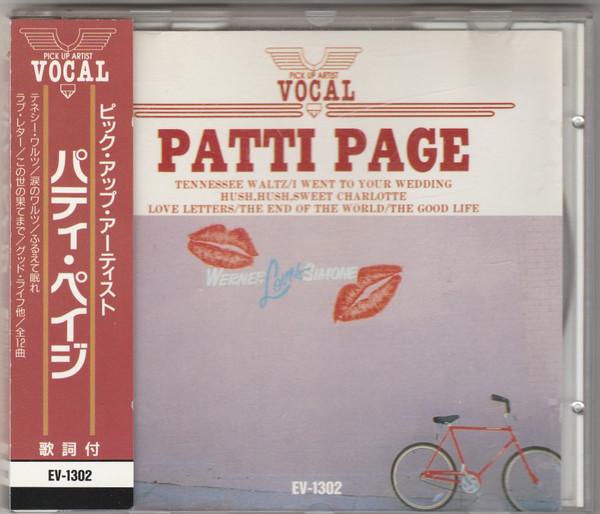 PICK UP ARTIST
VOCAL
ピック・アップ・アーティスト
パティ・ペイジ
テネシー・ワルツ/涙のワルツ/ふるえて眠れ
ラブ・レター/この世の果てまで/グッド・ライフ他/全12曲
歌詞付
EV-1302
PICK UP ARTIST
VOCAL
PATTI PAGE
TENNESSEE WALTZ/I WENT TO YOUR WEDDING
HUSH,HUSH,SWEET CHARLOTTE
LOVE LETTERS/THE END OF THE WORLD/THE GOOD LIFE
WERNER Loves SIMONE
EV-1302